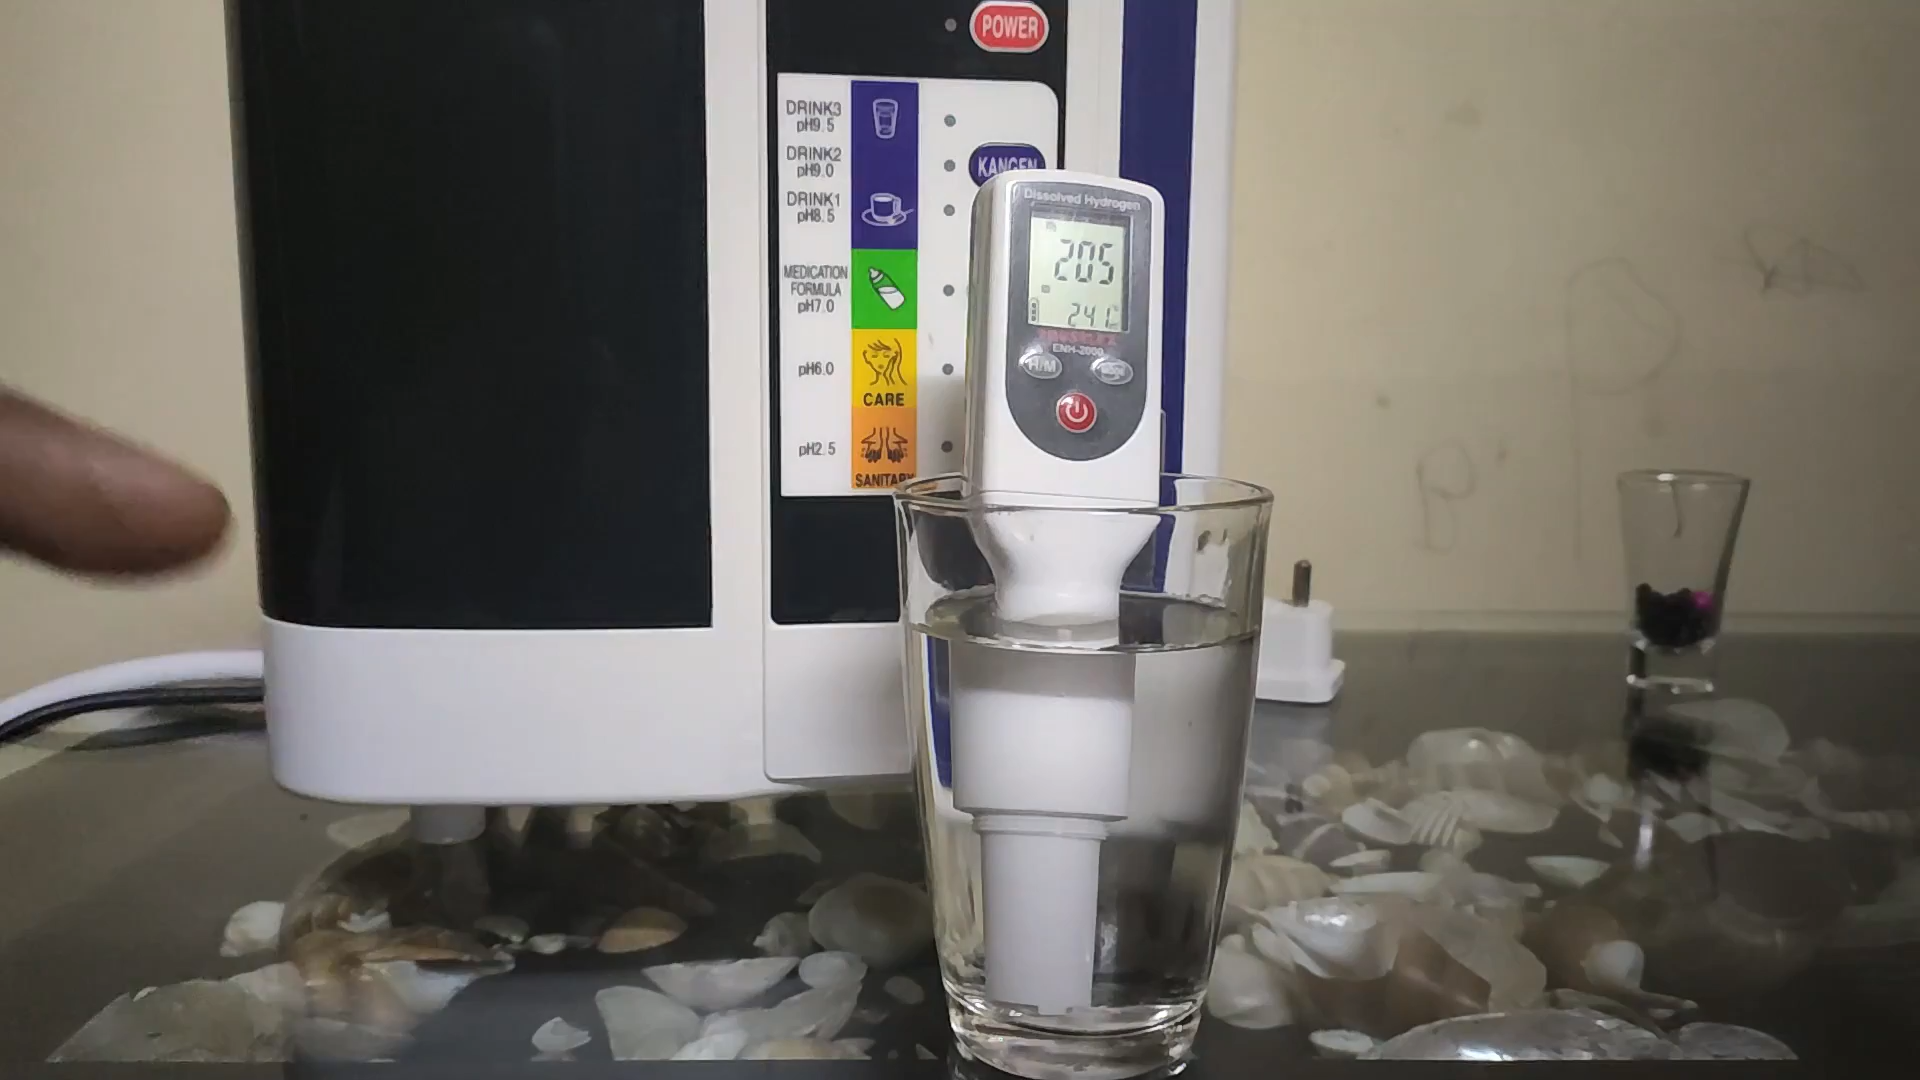 POWER
DRINK3
pH9.5
DRINK2
pH9.0
KANGEN
DRINK1
pH8.5
MEDICATION
FORMULA
pH7.0
pH6.0
CARE
pH2.5
SANITARY
Dissolved Hydrogen
205
24.1
ENH-2000
H/M